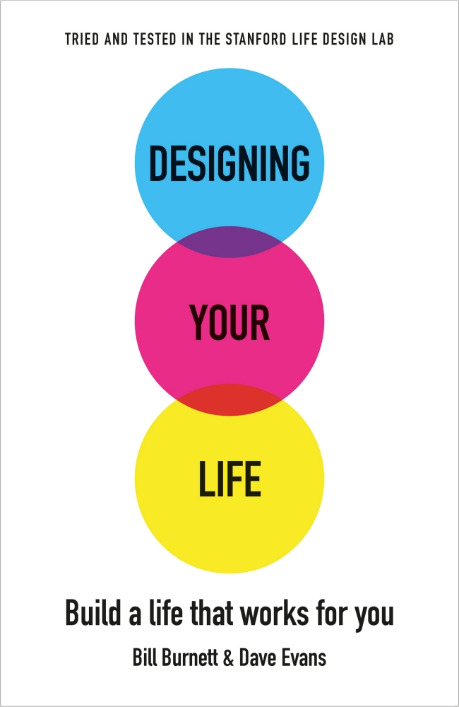 TRIED AND TESTED IN THE STANFORD LIFE DESIGN LAB
DESIGNING
YOUR
LIFE
Build a life that works for you
Bill Burnett & Dave Evans